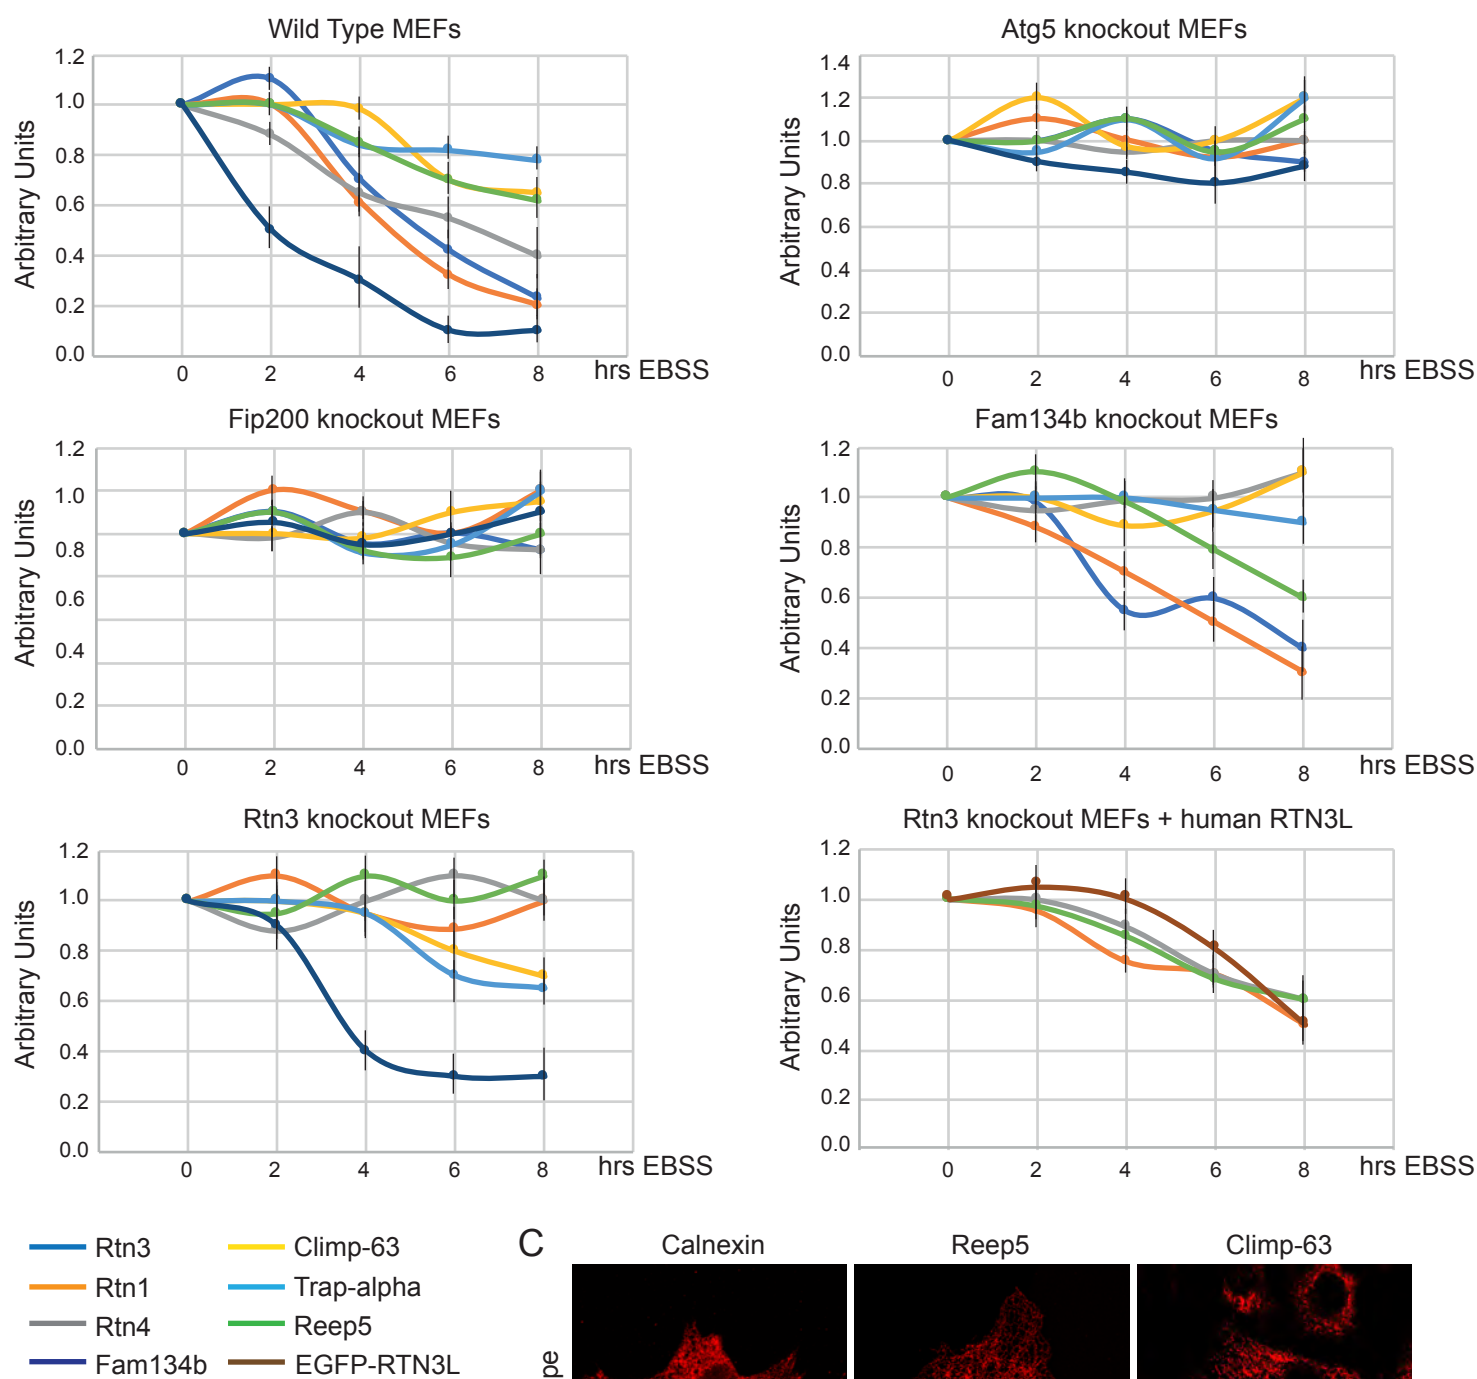 Wild Type MEFs
Arbitrary Units
1.2
1.0
0.8
0.6
0.4
0.2
0.0
0 2 4 6 8 hrs EBSS
Atg5 knockout MEFs
Arbitrary Units
1.4
1.2
1.0
0.8
0.6
0.4
0.2
0.0
0 2 4 6 8 hrs EBSS
Fip200 knockout MEFs
Arbitrary Units
1.2
1.0
0.8
0.6
0.4
0.2
0.0
0 2 4 6 8 hrs EBSS
Fam134b knockout MEFs
Arbitrary Units
1.2
1.0
0.8
0.6
0.4
0.2
0.0
0 2 4 6 8 hrs EBSS
Rtn3 knockout MEFs
Arbitrary Units
1.2
1.0
0.8
0.6
0.4
0.2
0.0
0 2 4 6 8 hrs EBSS
Rtn3 knockout MEFs + human RTN3L
Arbitrary Units
1.2
1.0
0.8
0.6
0.4
0.2
0.0
0 2 4 6 8 hrs EBSS
Rtn3
Rtn1
Rtn4
Fam134b
Climp-63
Trap-alpha
Reep5
EGFP-RTN3L
C
Calnexin
Reep5
Climp-63
pe